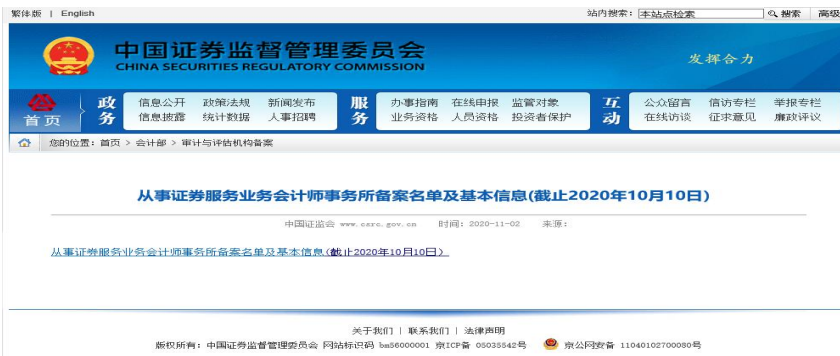 繁体版 | English 站内搜索: 本站点检索 搜索 高级
中国证券监督管理委员会
CHINA SECURITIES REGULATORY COMMISSION
发挥合力
首页 政务 信息公开 政策法规 新闻发布 服务 办事指南 在线申报 监管对象 互动 公众留言 信访专栏 举报专栏
信息披露 统计数据 人事招聘 业务资格 人员资格 投资者保护 在线访谈 征求意见 廉政评议
您的位置: 首页 > 会计部 > 审计与评估机构备案
从事证券服务业务会计师事务所备案名单及基本信息(截止2020年10月10日)
中国证监会 www.csrc.gov.cn 时间: 2020-11-02 来源:
从事证券服务业务会计师事务所备案名单及基本信息(截止2020年10月10日)
关于我们 | 联系我们 | 法律声明
版权所有: 中国证券监督管理委员会 网站标识码 bm56000001 京ICP备 05035542号 京公网安备 11040102700080号